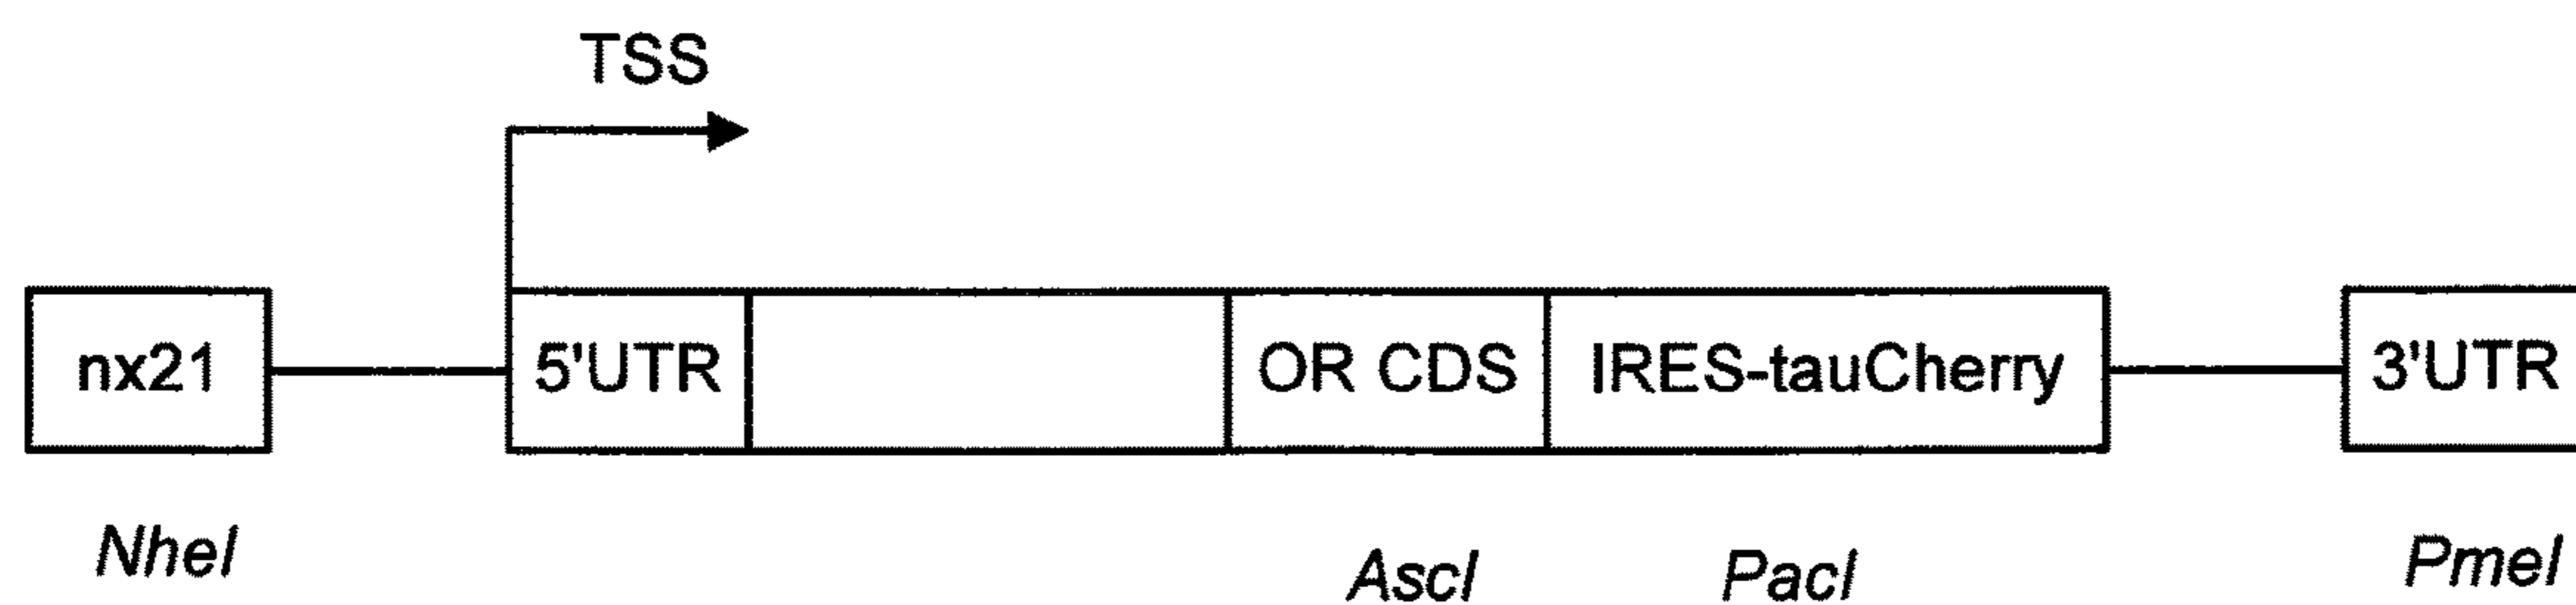 TSS
nx21
5'UTR
OR CDS
IRES-tauCherry
3'UTR
NheI
AscI
PacI
PmeI